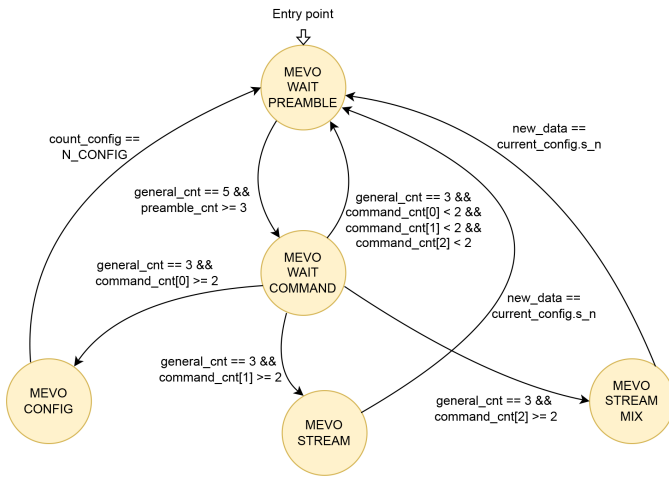 Entry point
MEVO
WAIT
PREAMBLE
count_config ==
N_CONFIG
new_data ==
current_config.s_n
general_cnt == 5 &&
preamble_cnt >= 3
general_cnt == 3 &&
command_cnt[0] < 2 &&
command_cnt[1] < 2 &&
command_cnt[2] < 2
MEVO
WAIT
COMMAND
general_cnt == 3 &&
command_cnt[0] >= 2
new_data ==
current_config.s_n
general_cnt == 3 &&
command_cnt[1] >= 2
general_cnt == 3 &&
command_cnt[2] >= 2
MEVO
CONFIG
MEVO
STREAM
MEVO
STREAM
MIX